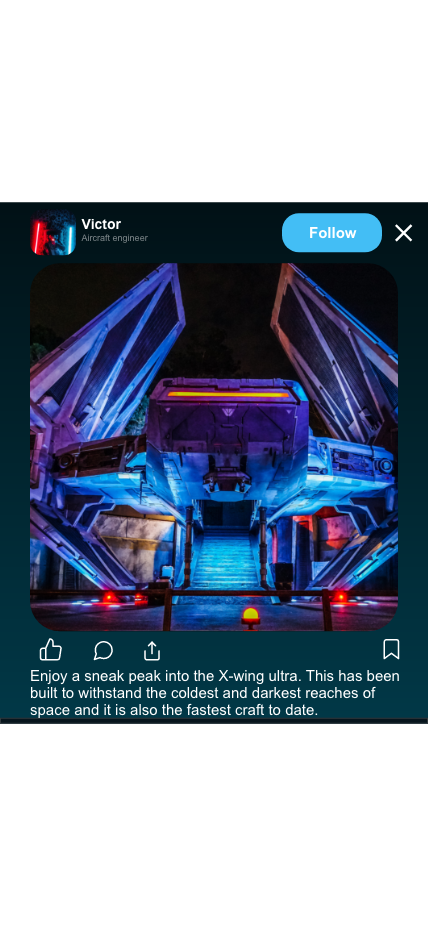 Victor
Aircraft engineer
Follow
Enjoy a sneak peak into the X-wing ultra. This has been
built to withstand the coldest and darkest reaches of
space and it is also the fastest craft to date.